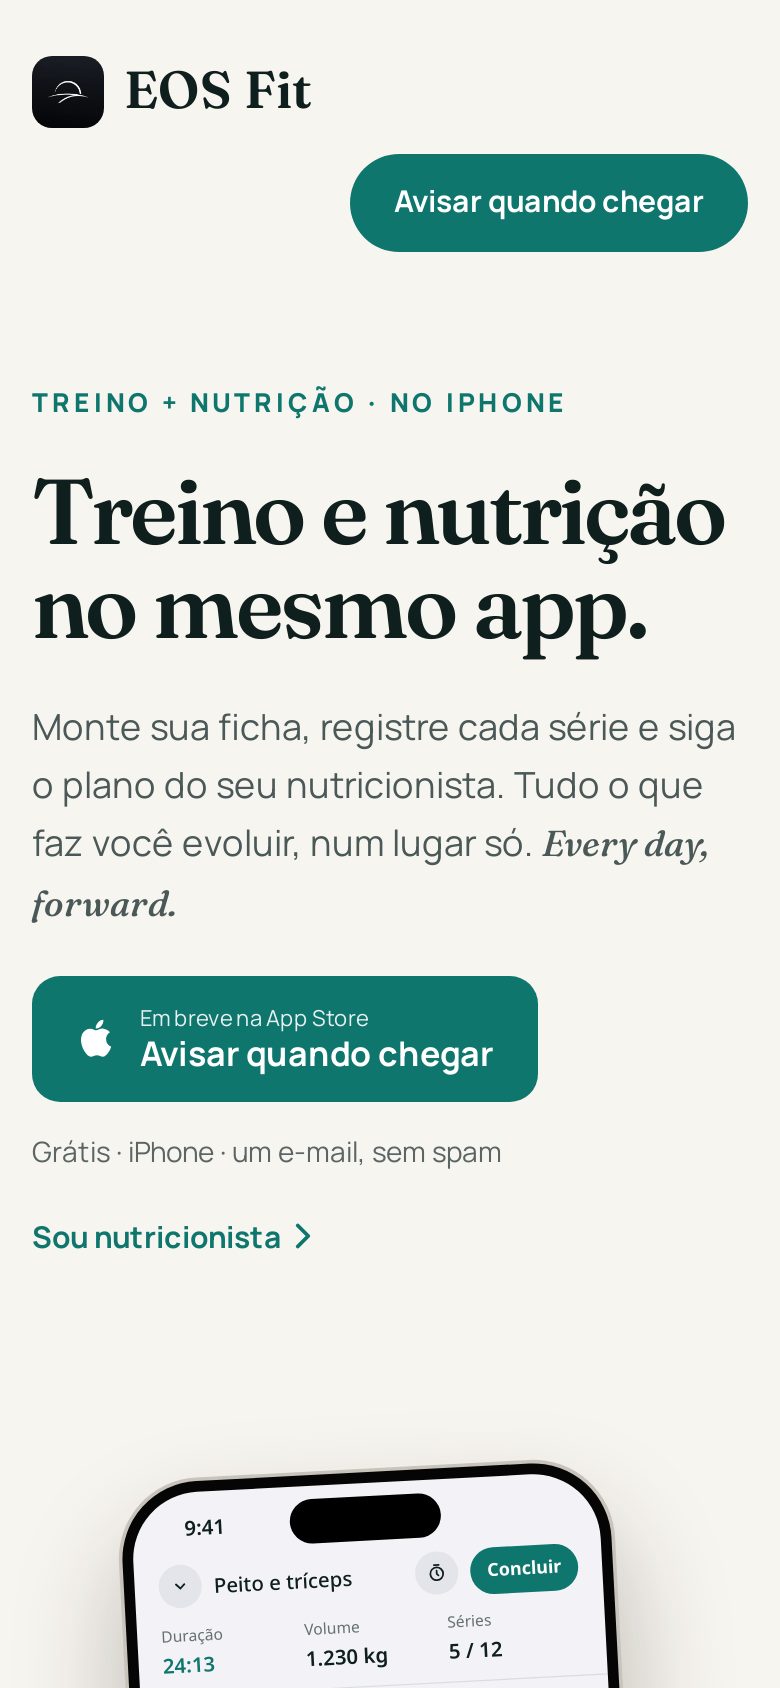 EOS Fit
Avisar quando chegar
TREINO + NUTRIÇÃO · NO IPHONE
Treino e nutrição
no mesmo app.
Monte sua ficha, registre cada série e siga
o plano do seu nutricionista. Tudo o que
faz você evoluir, num lugar só. Every day,
forward.
Em breve na App Store
Avisar quando chegar
Grátis · iPhone · um e-mail, sem spam
Sou nutricionista
9:41
Peito e tríceps
Concluir
Duração Volume Séries
24:13 1.230 kg 5 / 12